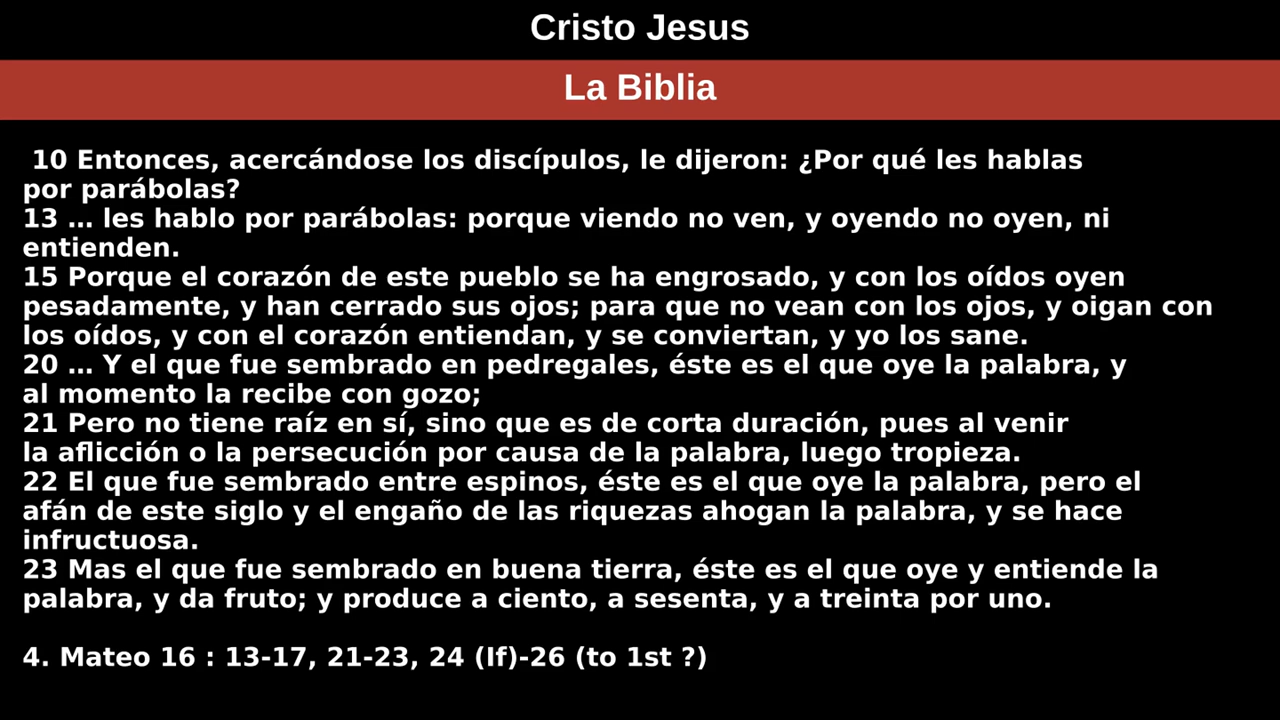 Cristo Jesus
La Biblia
10 Entonces, acercándose los discípulos, le dijeron: ¿Por qué les hablas
por parábolas?
13 … les hablo por parábolas: porque viendo no ven, y oyendo no oyen, ni
entienden.
15 Porque el corazón de este pueblo se ha engrosado, y con los oídos oyen
pesadamente, y han cerrado sus ojos; para que no vean con los ojos, y oigan con
los oídos, y con el corazón entiendan, y se conviertan, y yo los sane.
20 … Y el que fue sembrado en pedregales, éste es el que oye la palabra, y
al momento la recibe con gozo;
21 Pero no tiene raíz en sí, sino que es de corta duración, pues al venir
la aflicción o la persecución por causa de la palabra, luego tropieza.
22 El que fue sembrado entre espinos, éste es el que oye la palabra, pero el
afán de este siglo y el engaño de las riquezas ahogan la palabra, y se hace
infructuosa.
23 Mas el que fue sembrado en buena tierra, éste es el que oye y entiende la
palabra, y da fruto; y produce a ciento, a sesenta, y a treinta por uno.
4. Mateo 16 : 13-17, 21-23, 24 (If)-26 (to 1st ?)